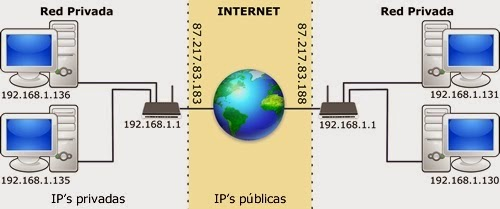 Red Privada
INTERNET
Red Privada
192.168.1.136
192.168.1.1
192.168.1.135
87.217.83.183
87.217.83.188
192.168.1.131
192.168.1.1
192.168.1.130
IP's privadas
IP's públicas